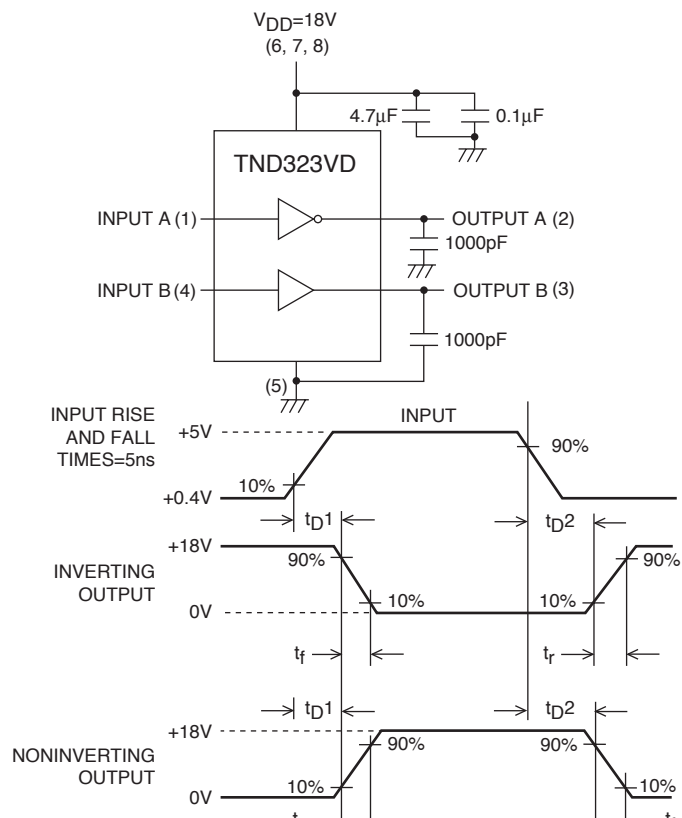 VDD=18V
(6, 7, 8)
4.7μF
0.1μF
TND323VD
INPUT A (1)
OUTPUT A (2)
1000pF
INPUT B (4)
OUTPUT B (3)
1000pF
(5)
INPUT RISE
AND FALL
TIMES=5ns
+5V
INPUT
90%
10%
+0.4V
tD1
tD2
+18V
90%
90%
INVERTING
OUTPUT
10%
10%
0V
tf
tr
tD1
tD2
+18V
90%
90%
NONINVERTING
OUTPUT
10%
10%
0V